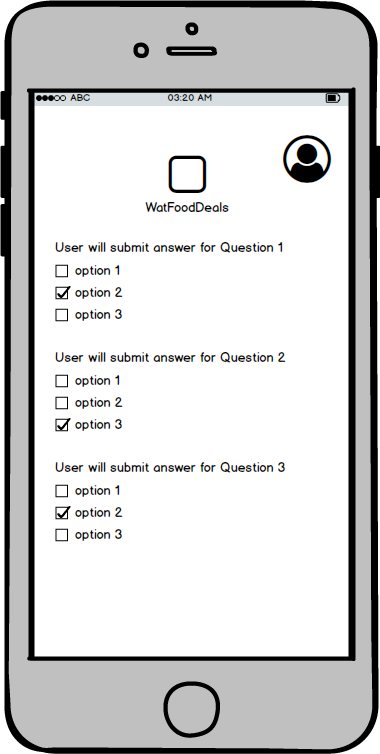 ABC 03:20 AM
WatFoodDeals
User will submit answer for Question 1
option 1
option 2
option 3
User will submit answer for Question 2
option 1
option 2
option 3
User will submit answer for Question 3
option 1
option 2
option 3